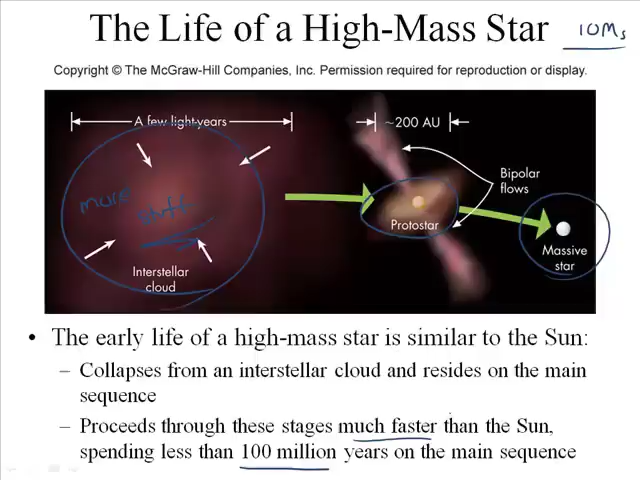 The Life of a High-Mass Star 10Ms
Copyright © The McGraw-Hill Companies, Inc. Permission required for reproduction or display.
A few light-years
~200 AU
Bipolar
flows
more
stuff
Protostar
Massive
star
Interstellar
cloud
• The early life of a high-mass star is similar to the Sun:
– Collapses from an interstellar cloud and resides on the main
sequence
– Proceeds through these stages much faster than the Sun,
spending less than 100 million years on the main sequence